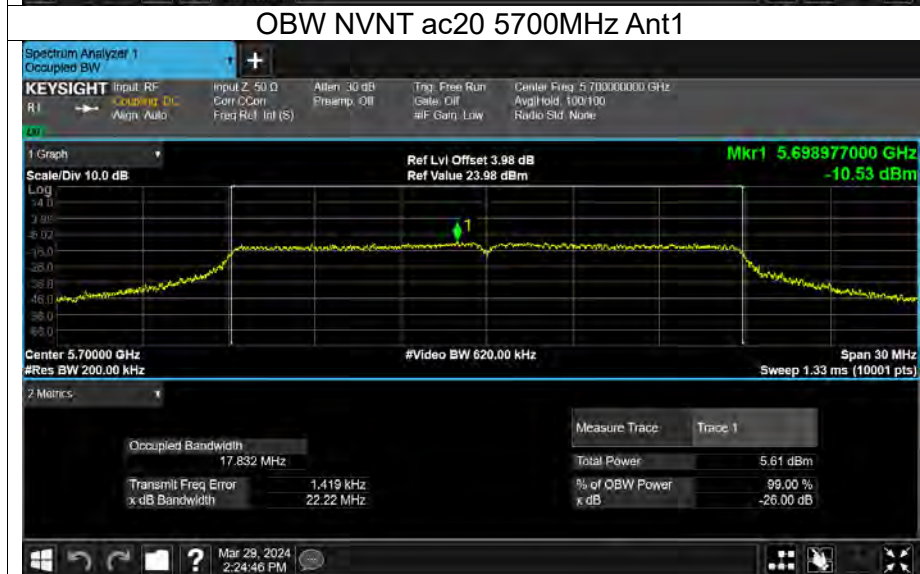 OBW NVNT ac20 5700MHz Ant1
Spectrum Analyzer 1
Occupied BW
+
KEYSIGHT Input: RF Input Z: 50 Ω Atten: 30 dB Trig: Free Run Center Freq: 5.700000000 GHz
Coupling: DC Corr CCorr Preamp: Off Gate: Off Avg|Hold: 100/100
Align: Auto Freq Ref: Int (S) #IF Gain: Low Radio Std: None
1 Graph Ref Lvl Offset 3.98 dB Mkr1 5.698977000 GHz
Scale/Div 10.0 dB Ref Value 23.98 dBm -10.53 dBm
Log
1
Center 5.70000 GHz #Video BW 620.00 kHz Span 30 MHz
#Res BW 200.00 kHz Sweep 1.33 ms (10001 pts)
2 Metrics
Measure Trace Trace 1
Occupied Bandwidth
17.832 MHz Total Power 5.61 dBm
Transmit Freq Error 1.419 kHz % of OBW Power 99.00 %
x dB Bandwidth 22.22 MHz x dB -26.00 dB
? Mar 29, 2024
2:24:46 PM